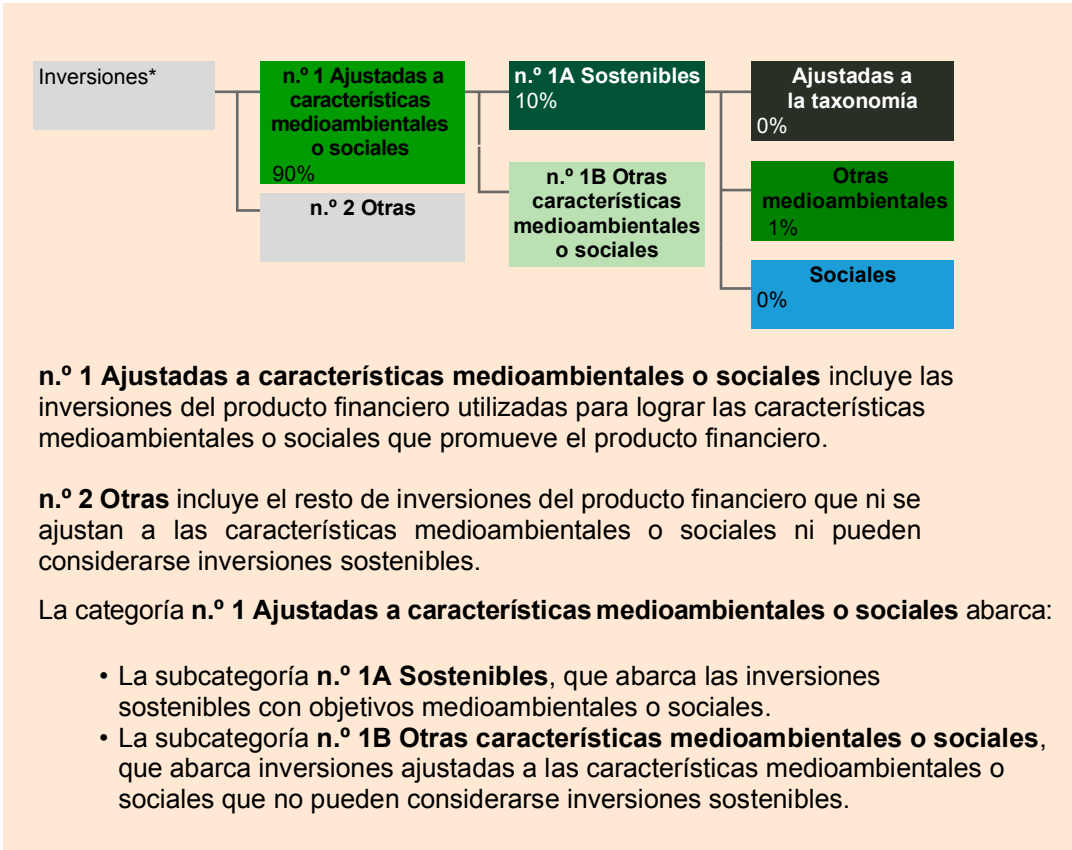 Inversiones*
n.º 1 Ajustadas a
características
medioambientales
o sociales
90%
n.º 2 Otras
n.º 1A Sostenibles
10%
n.º 1B Otras
características
medioambientales
o sociales
Ajustadas a
la taxonomía
0%
Otras
medioambientales
1%
Sociales
0%
n.º 1 Ajustadas a características medioambientales o sociales incluye las
inversiones del producto financiero utilizadas para lograr las características
medioambientales o sociales que promueve el producto financiero.
n.º 2 Otras incluye el resto de inversiones del producto financiero que ni se
ajustan a las características medioambientales o sociales ni pueden
considerarse inversiones sostenibles.
La categoría n.º 1 Ajustadas a características medioambientales o sociales abarca:
• La subcategoría n.º 1A Sostenibles, que abarca las inversiones
sostenibles con objetivos medioambientales o sociales.
• La subcategoría n.º 1B Otras características medioambientales o sociales,
que abarca inversiones ajustadas a las características medioambientales o
sociales que no pueden considerarse inversiones sostenibles.